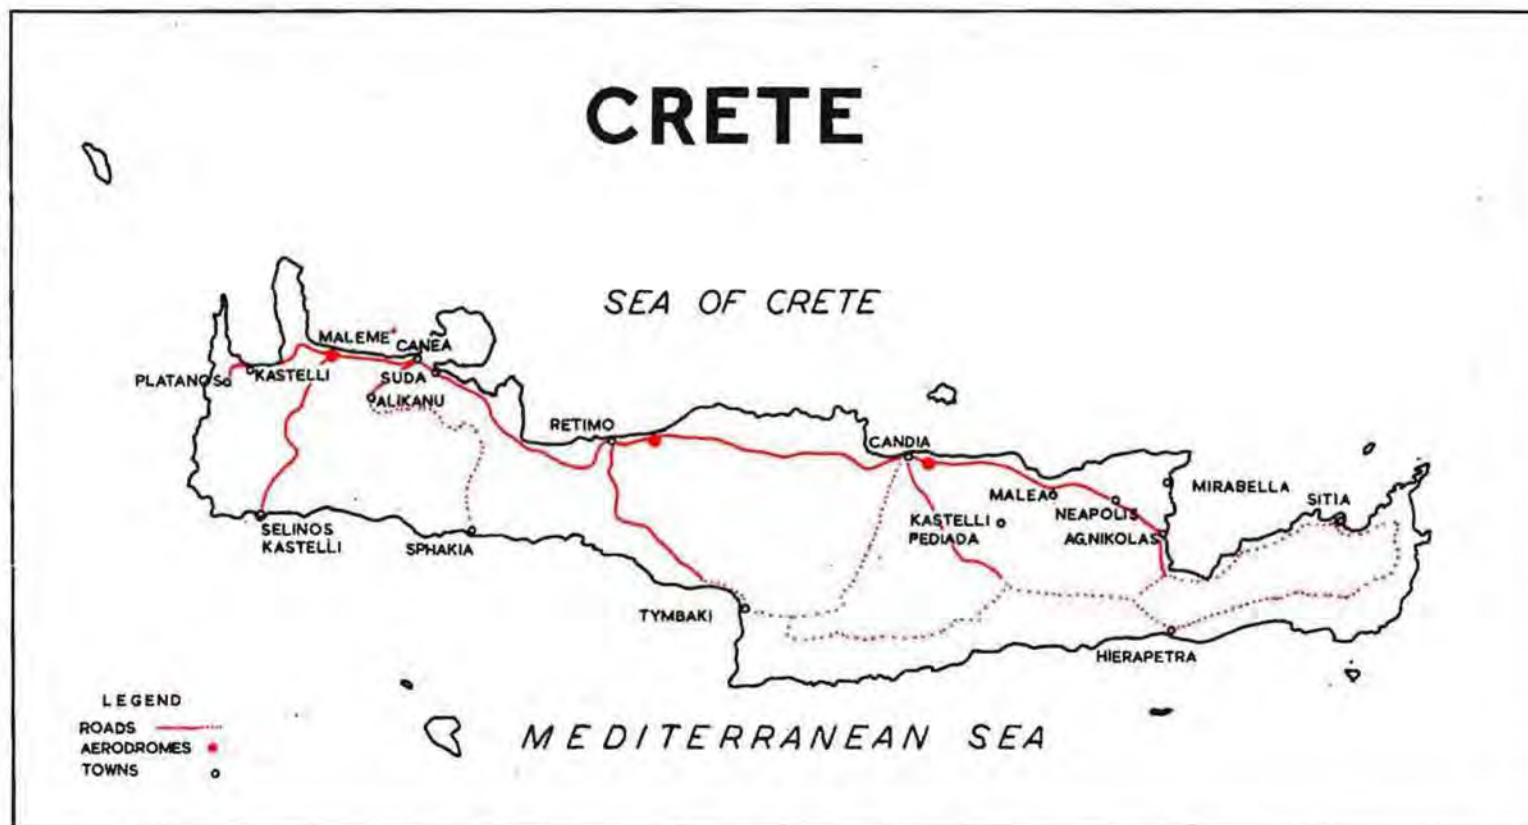 CRETE
SEA OF CRETE
MALEME
CANEA
PLATANOS
KASTELLI
SUDA
ALIKANU
RETIMO
CANDIA
MALEA
MIRABELLA
NEAPOLIS
SITIA
KASTELLI
PEDIADA
AG.NIKOLAS
SELINOS
KASTELLI
SPHAKIA
TYMBAKI
HIERAPETRA
LEGEND
ROADS
AERODROMES
TOWNS
MEDITERRANEAN SEA